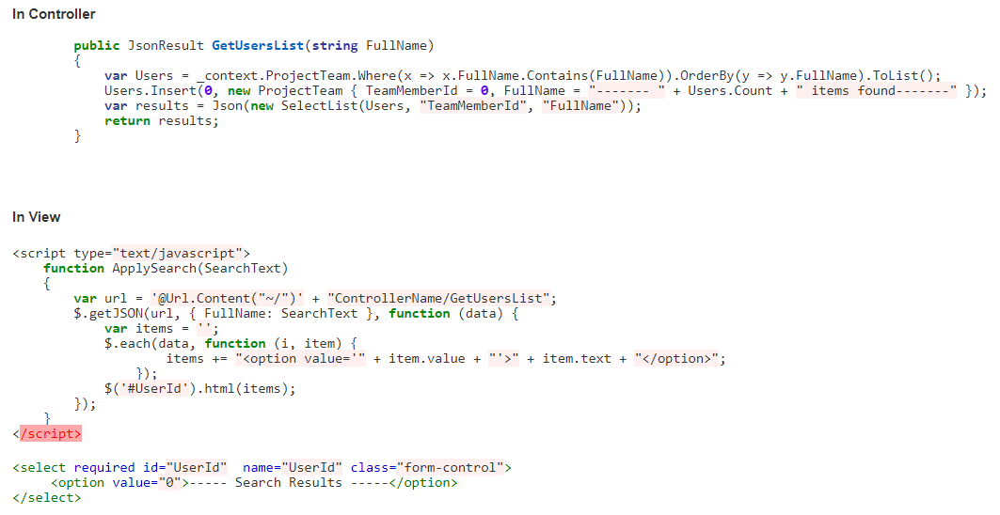 In Controller
public JsonResult GetUsersList(string FullName)
{
var Users = _context.ProjectTeam.Where(x => x.FullName.Contains(FullName)).OrderBy(y => y.FullName).ToList();
Users.Insert(0, new ProjectTeam { TeamMemberId = 0, FullName = "------- " + Users.Count + " items found-------" });
var results = Json(new SelectList(Users, "TeamMemberId", "FullName"));
return results;
}
In View
<script type="text/javascript">
function ApplySearch(SearchText)
{
var url = '@Url.Content("~/")' + "ControllerName/GetUsersList";
$.getJSON(url, { FullName: SearchText }, function (data) {
var items = '';
$.each(data, function (i, item) {
items += "<option value='" + item.value + "'>" + item.text + "</option>";
});
$('#UserId').html(items);
});
}
</script>
<select required id="UserId"  name="UserId" class="form-control">
<option value="0">----- Search Results -----</option>
</select>